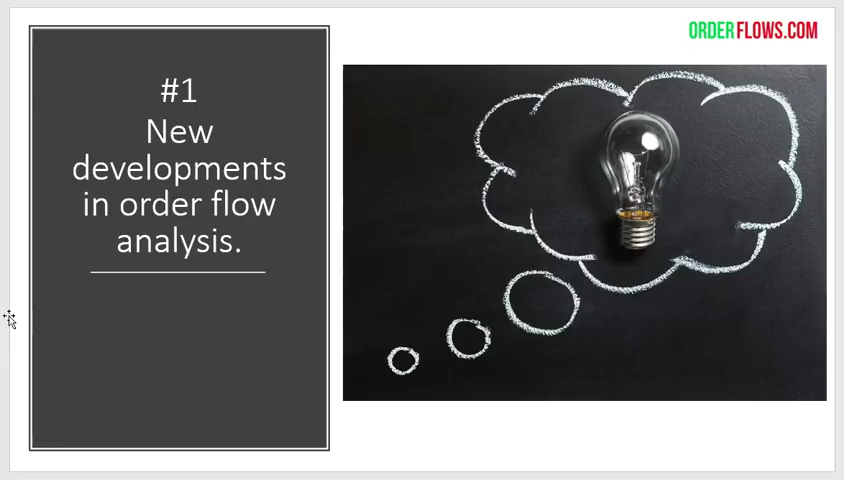 ORDERFLOWS.COM
#1
New
developments
in order flow
analysis.